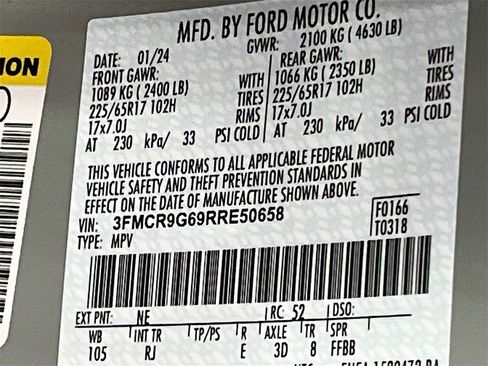 ION
MFD. BY FORD MOTOR CO.
DATE: 01/24 GVWR: 2100 KG ( 4630 LB)
FRONT GAWR: REAR GAWR:
1089 KG ( 2400 LB) WITH 1066 KG ( 2350 LB) WITH
225/65R17 102H TIRES 225/65R17 102H TIRES
17x7.0J RIMS 17x7.0J RIMS
AT 230 kPa/ 33 PSI COLD AT 230 kPa/ 33 PSI COLD
THIS VEHICLE CONFORMS TO ALL APPLICABLE FEDERAL MOTOR
VEHICLE SAFETY AND THEFT PREVENTION STANDARDS IN
EFFECT ON THE DATE OF MANUFACTURE SHOWN ABOVE.
VIN: 3FMCR9G69RRE50658 F0166
TYPE: MPV T0318
EXT PNT: NE RC: 52 DSO:
WB INT TR TP/PS R AXLE TR SPR
105 RJ E 3D 8 FFBB